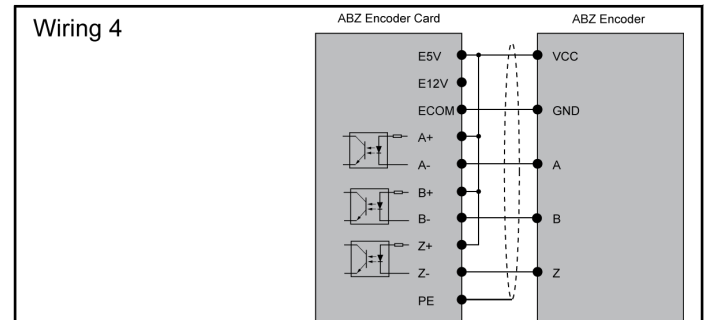 Wiring 4
ABZ Encoder Card
ABZ Encoder
E5V
VCC
E12V
ECOM
GND
A+
A-
A
B+
B-
B
Z+
Z-
Z
PE